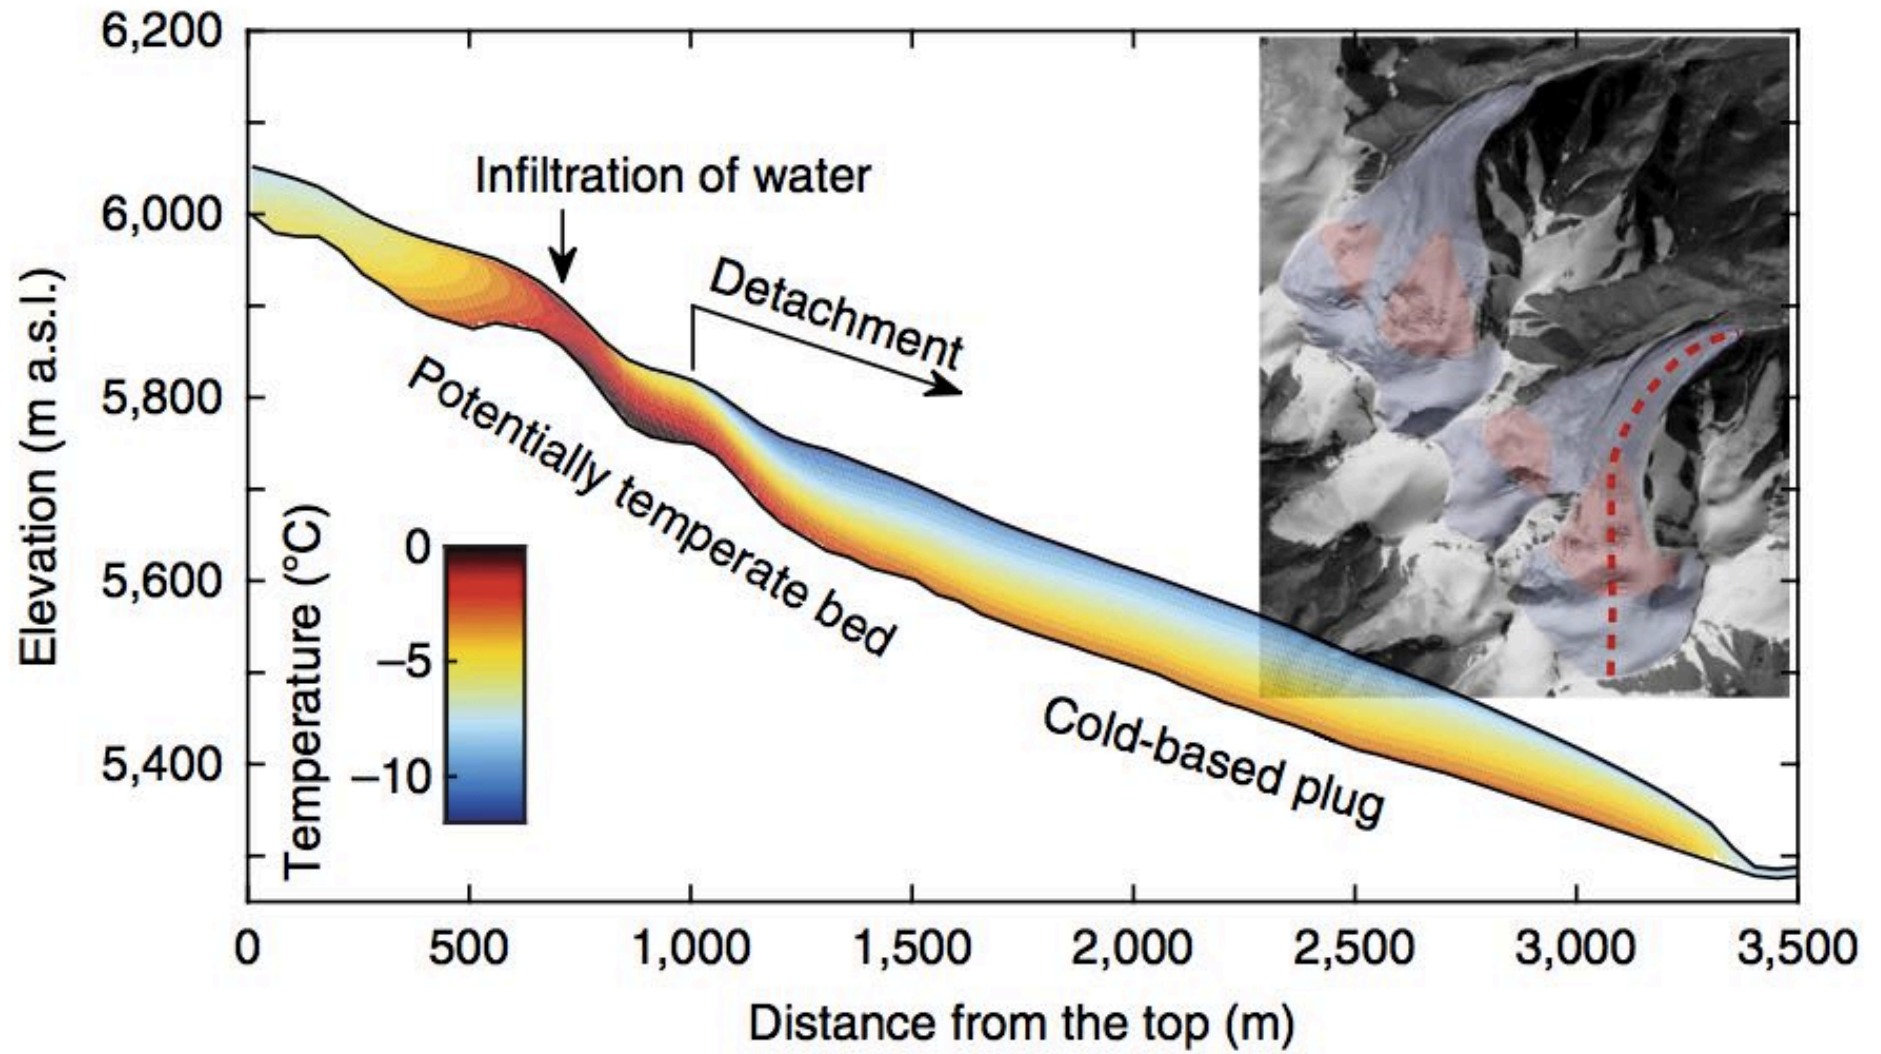 6,200
6,000
5,800
5,600
5,400
Elevation (m a.s.l.)
Infiltration of water
Detachment
Potentially temperate bed
Cold-based plug
Temperature (°C)
0
–5
–10
0
500
1,000
1,500
2,000
2,500
3,000
3,500
Distance from the top (m)